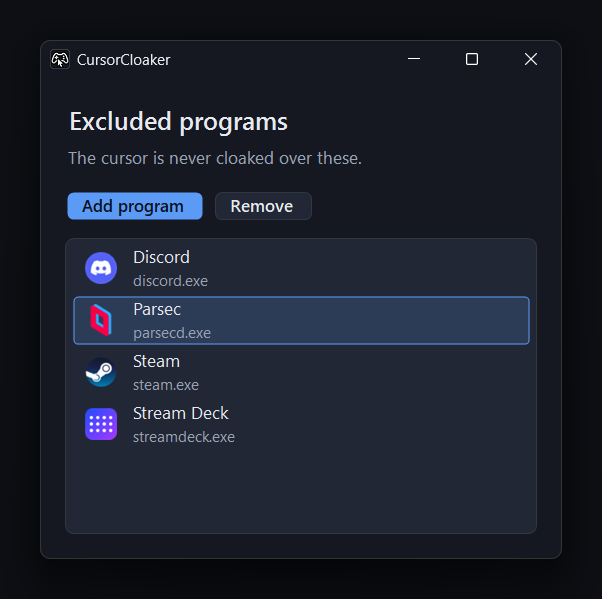 CursorCloaker
Excluded programs
The cursor is never cloaked over these.
Add program
Remove
Discord
discord.exe
Parsec
parsecd.exe
Steam
steam.exe
Stream Deck
streamdeck.exe